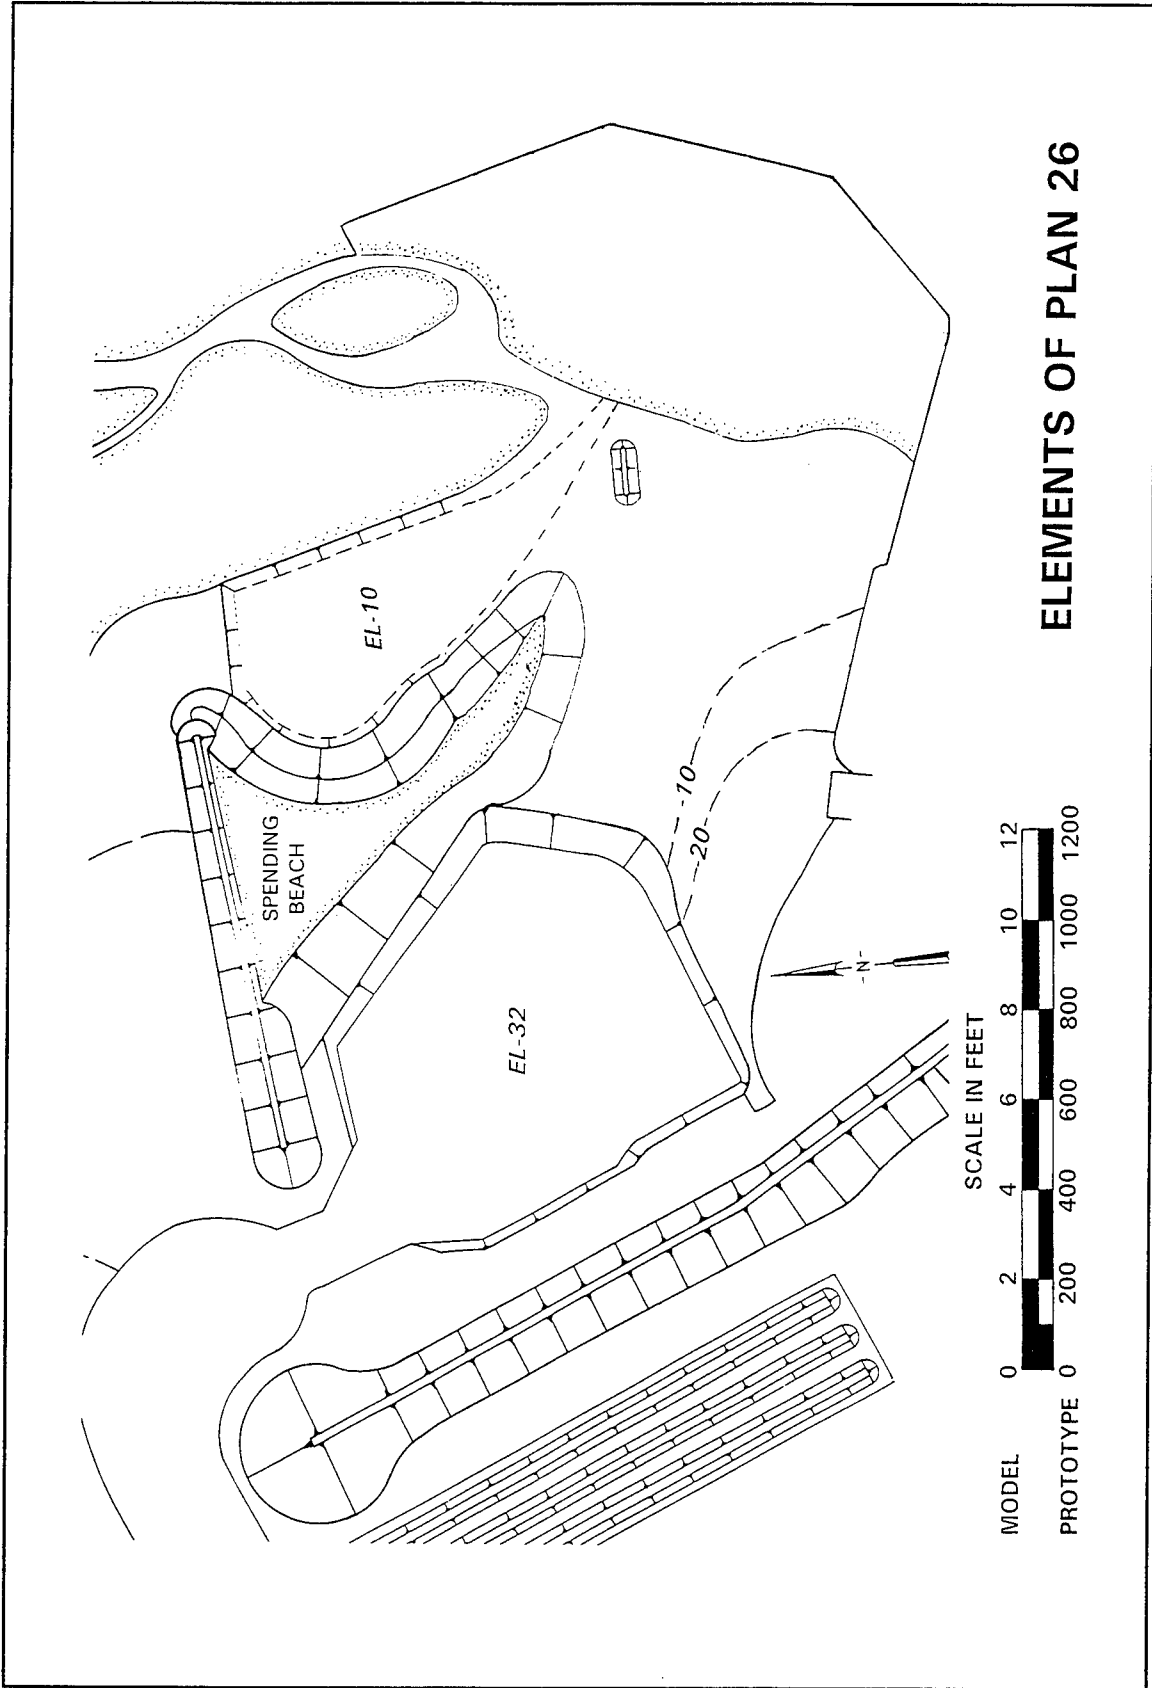 EL-10
SPENDING
BEACH
EL-32
-10
-20
-N-
SCALE IN FEET
MODEL 0 2 4 6 8 10 12
PROTOTYPE 0 200 400 600 800 1000 1200
ELEMENTS OF PLAN 26